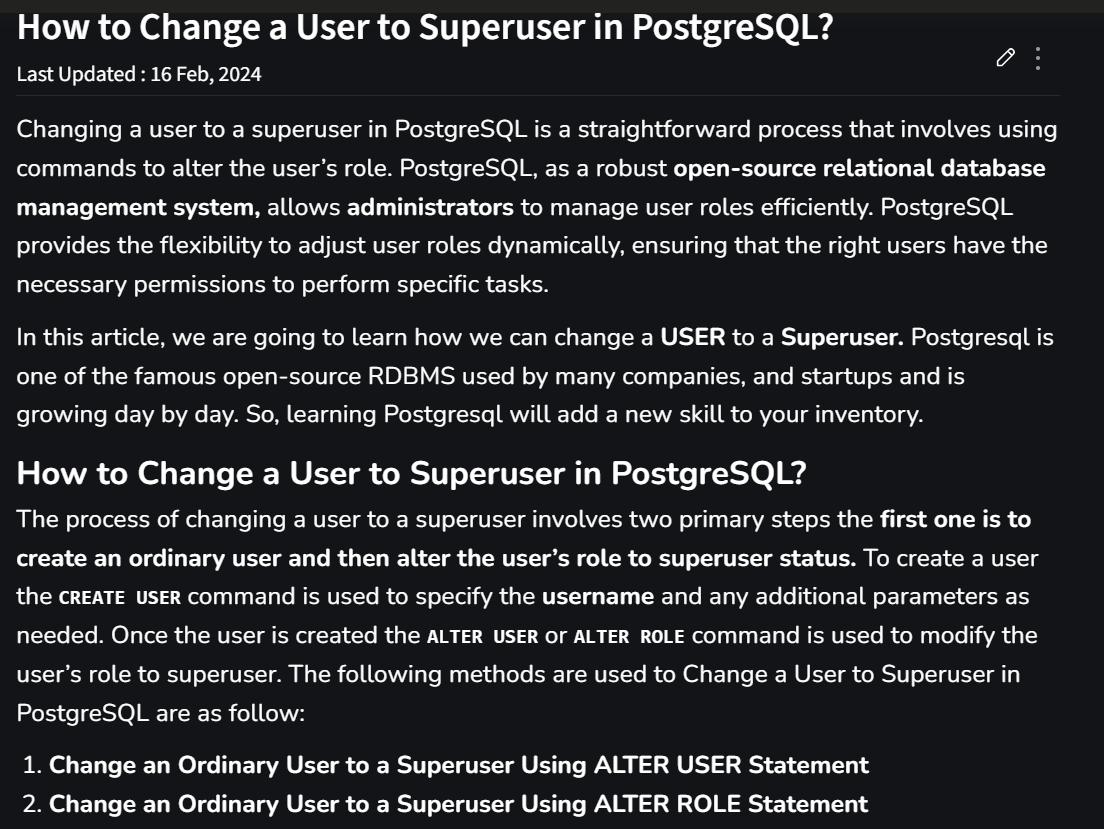 How to Change a User to Superuser in PostgreSQL?
Last Updated : 16 Feb, 2024
Changing a user to a superuser in PostgreSQL is a straightforward process that involves using
commands to alter the user’s role. PostgreSQL, as a robust open-source relational database
management system, allows administrators to manage user roles efficiently. PostgreSQL
provides the flexibility to adjust user roles dynamically, ensuring that the right users have the
necessary permissions to perform specific tasks.
In this article, we are going to learn how we can change a USER to a Superuser. Postgresql is
one of the famous open-source RDBMS used by many companies, and startups and is
growing day by day. So, learning Postgresql will add a new skill to your inventory.
How to Change a User to Superuser in PostgreSQL?
The process of changing a user to a superuser involves two primary steps the first one is to
create an ordinary user and then alter the user’s role to superuser status. To create a user
the CREATE USER command is used to specify the username and any additional parameters as
needed. Once the user is created the ALTER USER or ALTER ROLE command is used to modify the
user’s role to superuser. The following methods are used to Change a User to Superuser in
PostgreSQL are as follow:
1. Change an Ordinary User to a Superuser Using ALTER USER Statement
2. Change an Ordinary User to a Superuser Using ALTER ROLE Statement